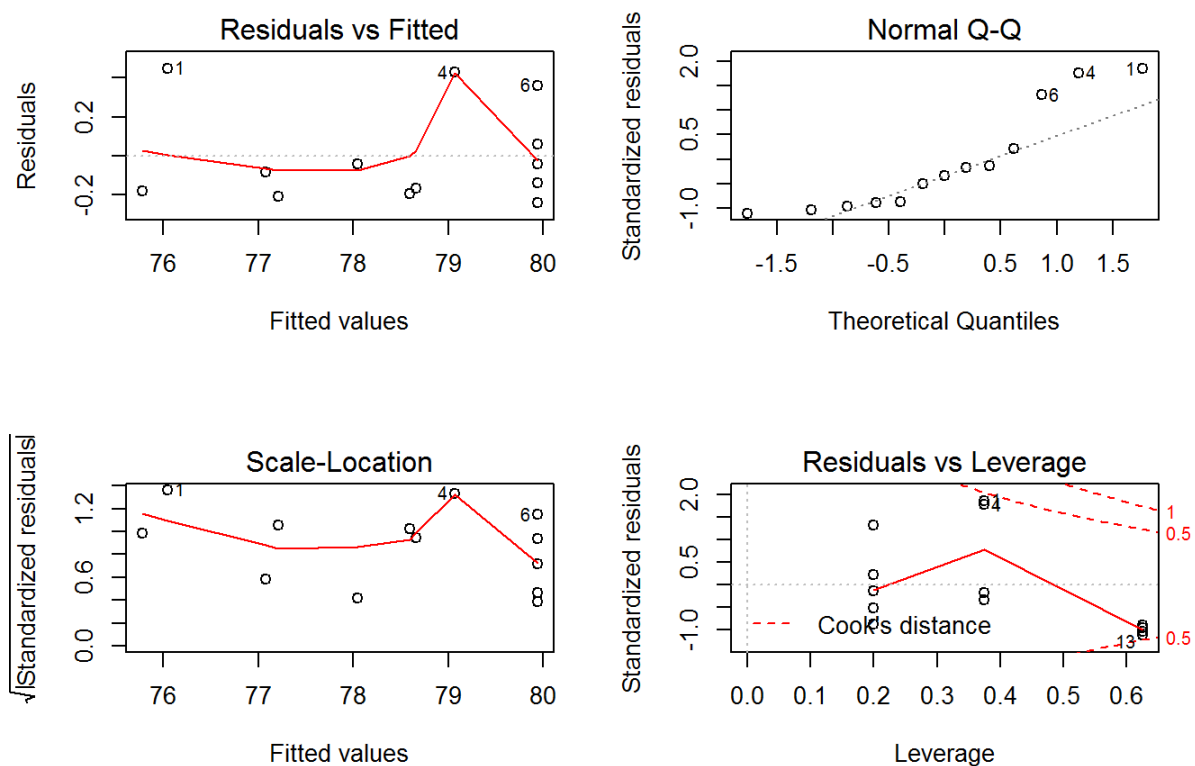 Residuals vs Fitted
Residuals
0.2
-0.2
1
4
6
76 77 78 79 80
Fitted values
Normal Q-Q
Standardized residuals
2.0
0.5
-1.0
6
4
1
-1.5 -0.5 0.5 1.0 1.5
Theoretical Quantiles
Scale-Location
√|Standardized residuals|
1.2
0.6
0.0
1
4
6
76 77 78 79 80
Fitted values
Residuals vs Leverage
Standardized residuals
2.0
0.5
-1.0
4
1
0.5
Cook's distance
13
0.5
0.0 0.1 0.2 0.3 0.4 0.5 0.6
Leverage